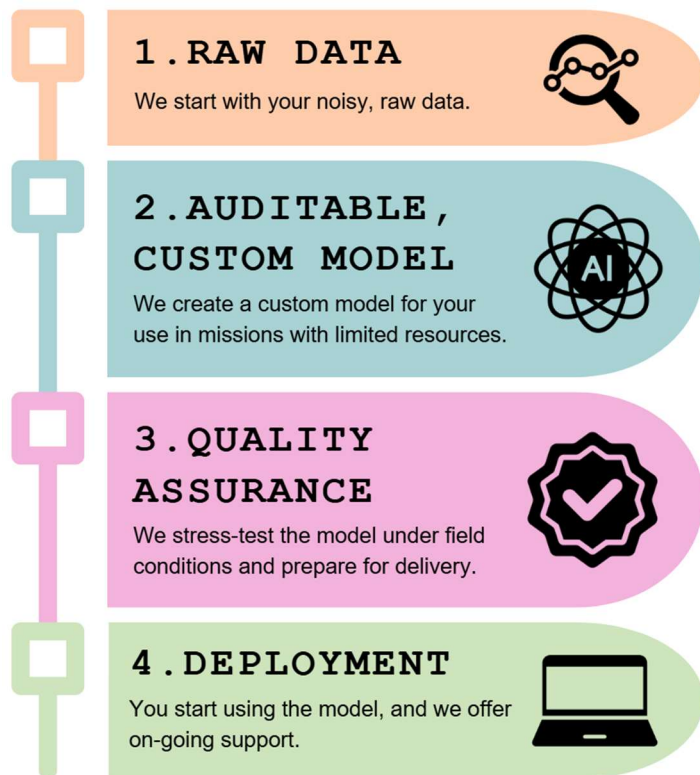 1.RAW DATA
We start with your noisy, raw data.
2.AUDITABLE,
CUSTOM MODEL
We create a custom model for your
use in missions with limited resources.
AI
3.QUALITY
ASSURANCE
We stress-test the model under field
conditions and prepare for delivery.
4.DEPLOYMENT
You start using the model, and we offer
on-going support.